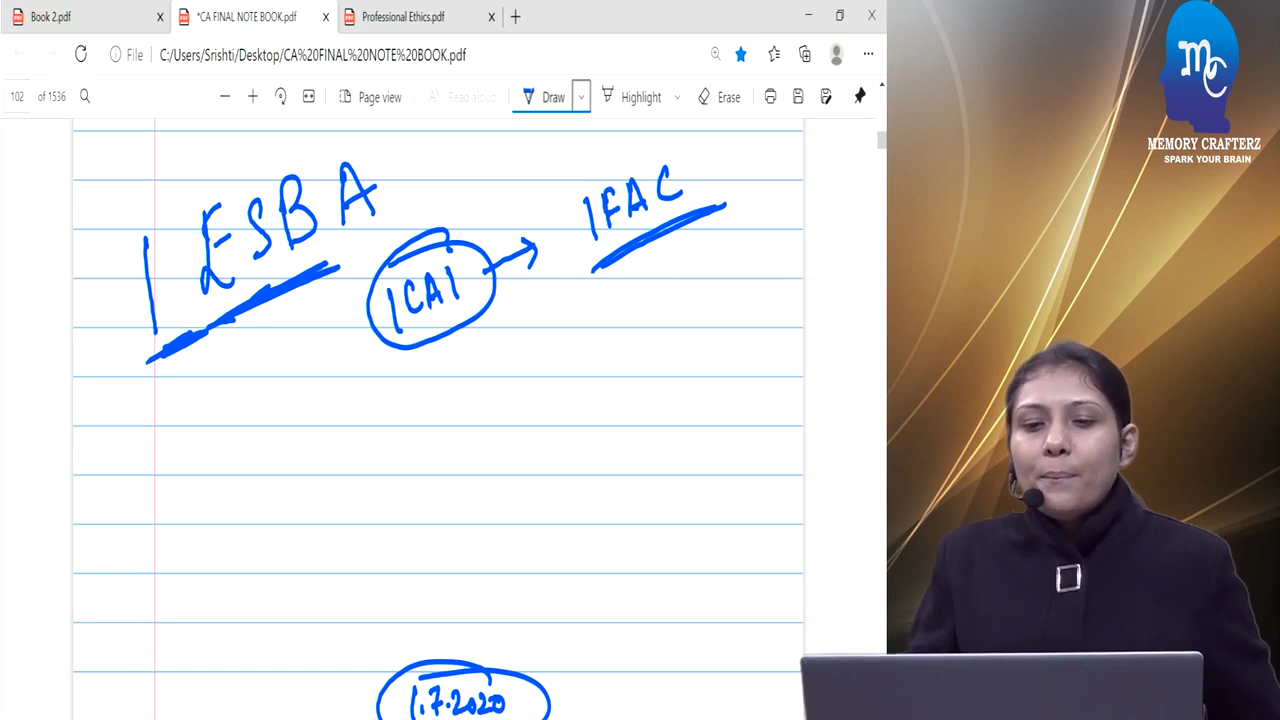 Book 2.pdf
*CA FINAL NOTE BOOK.pdf
Professional Ethics.pdf
File
C:/Users/Srishti/Desktop/CA%20FINAL%20NOTE%20BOOK.pdf
102 of 1536
Page view
Read aloud
Draw
Highlight
Erase
IESBA
ICAI
IFAC
1.7.2020
MC
MEMORY CRAFTERZ
SPARK YOUR BRAIN